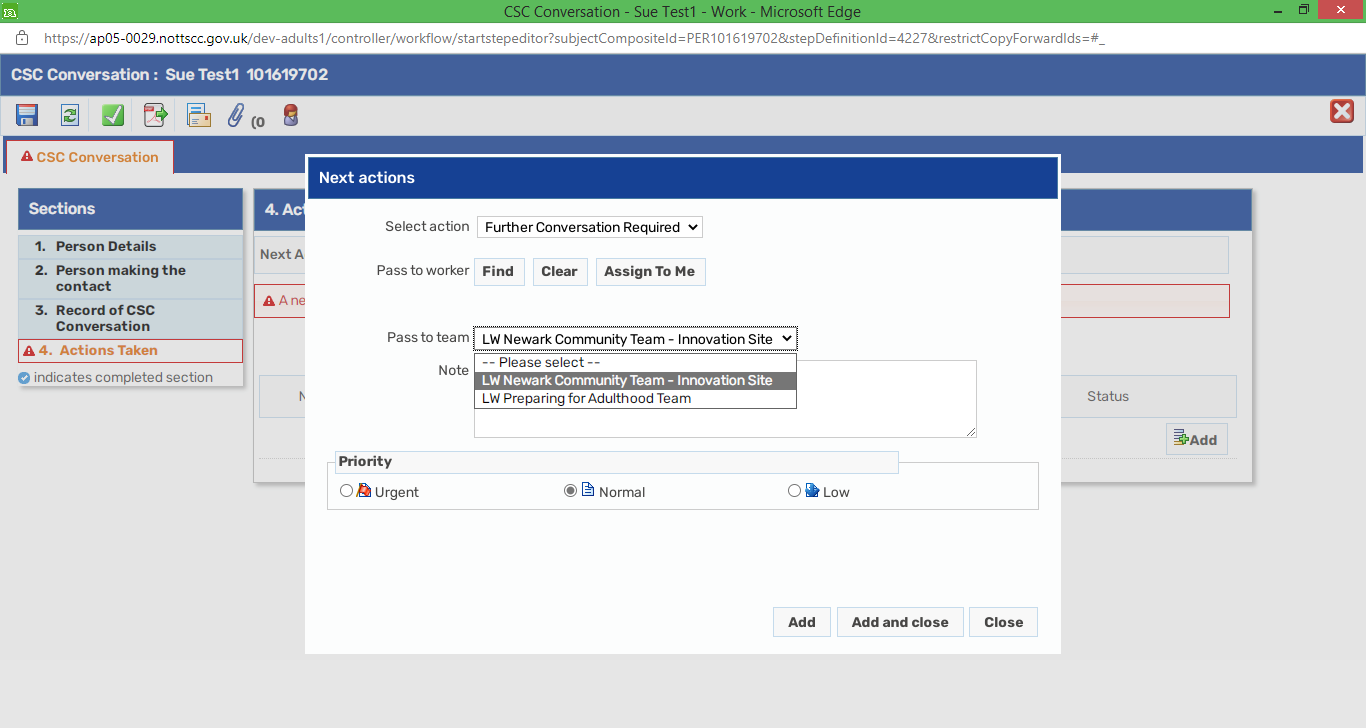 CSC Conversation - Sue Test1 - Work - Microsoft Edge
https://ap05-0029.nottscc.gov.uk/dev-adults1/controller/workflow/startstepeditor?subjectCompositeId=PER101619702&stepDefinitionId=4227&restrictCopyForwardIds=#_
CSC Conversation : Sue Test1 101619702
(0
CSC Conversation
Sections
1. Person Details
2. Person making the
contact
3. Record of CSC
Conversation
4. Actions Taken
indicates completed section
4. Act
Next A
A ne
N
Status
Add
Next actions
Select action Further Conversation Required
Pass to worker Find Clear Assign To Me
Pass to team LW Newark Community Team - Innovation Site
-- Please select --
LW Newark Community Team - Innovation Site
LW Preparing for Adulthood Team
Note
Priority
Urgent Normal Low
Add Add and close Close